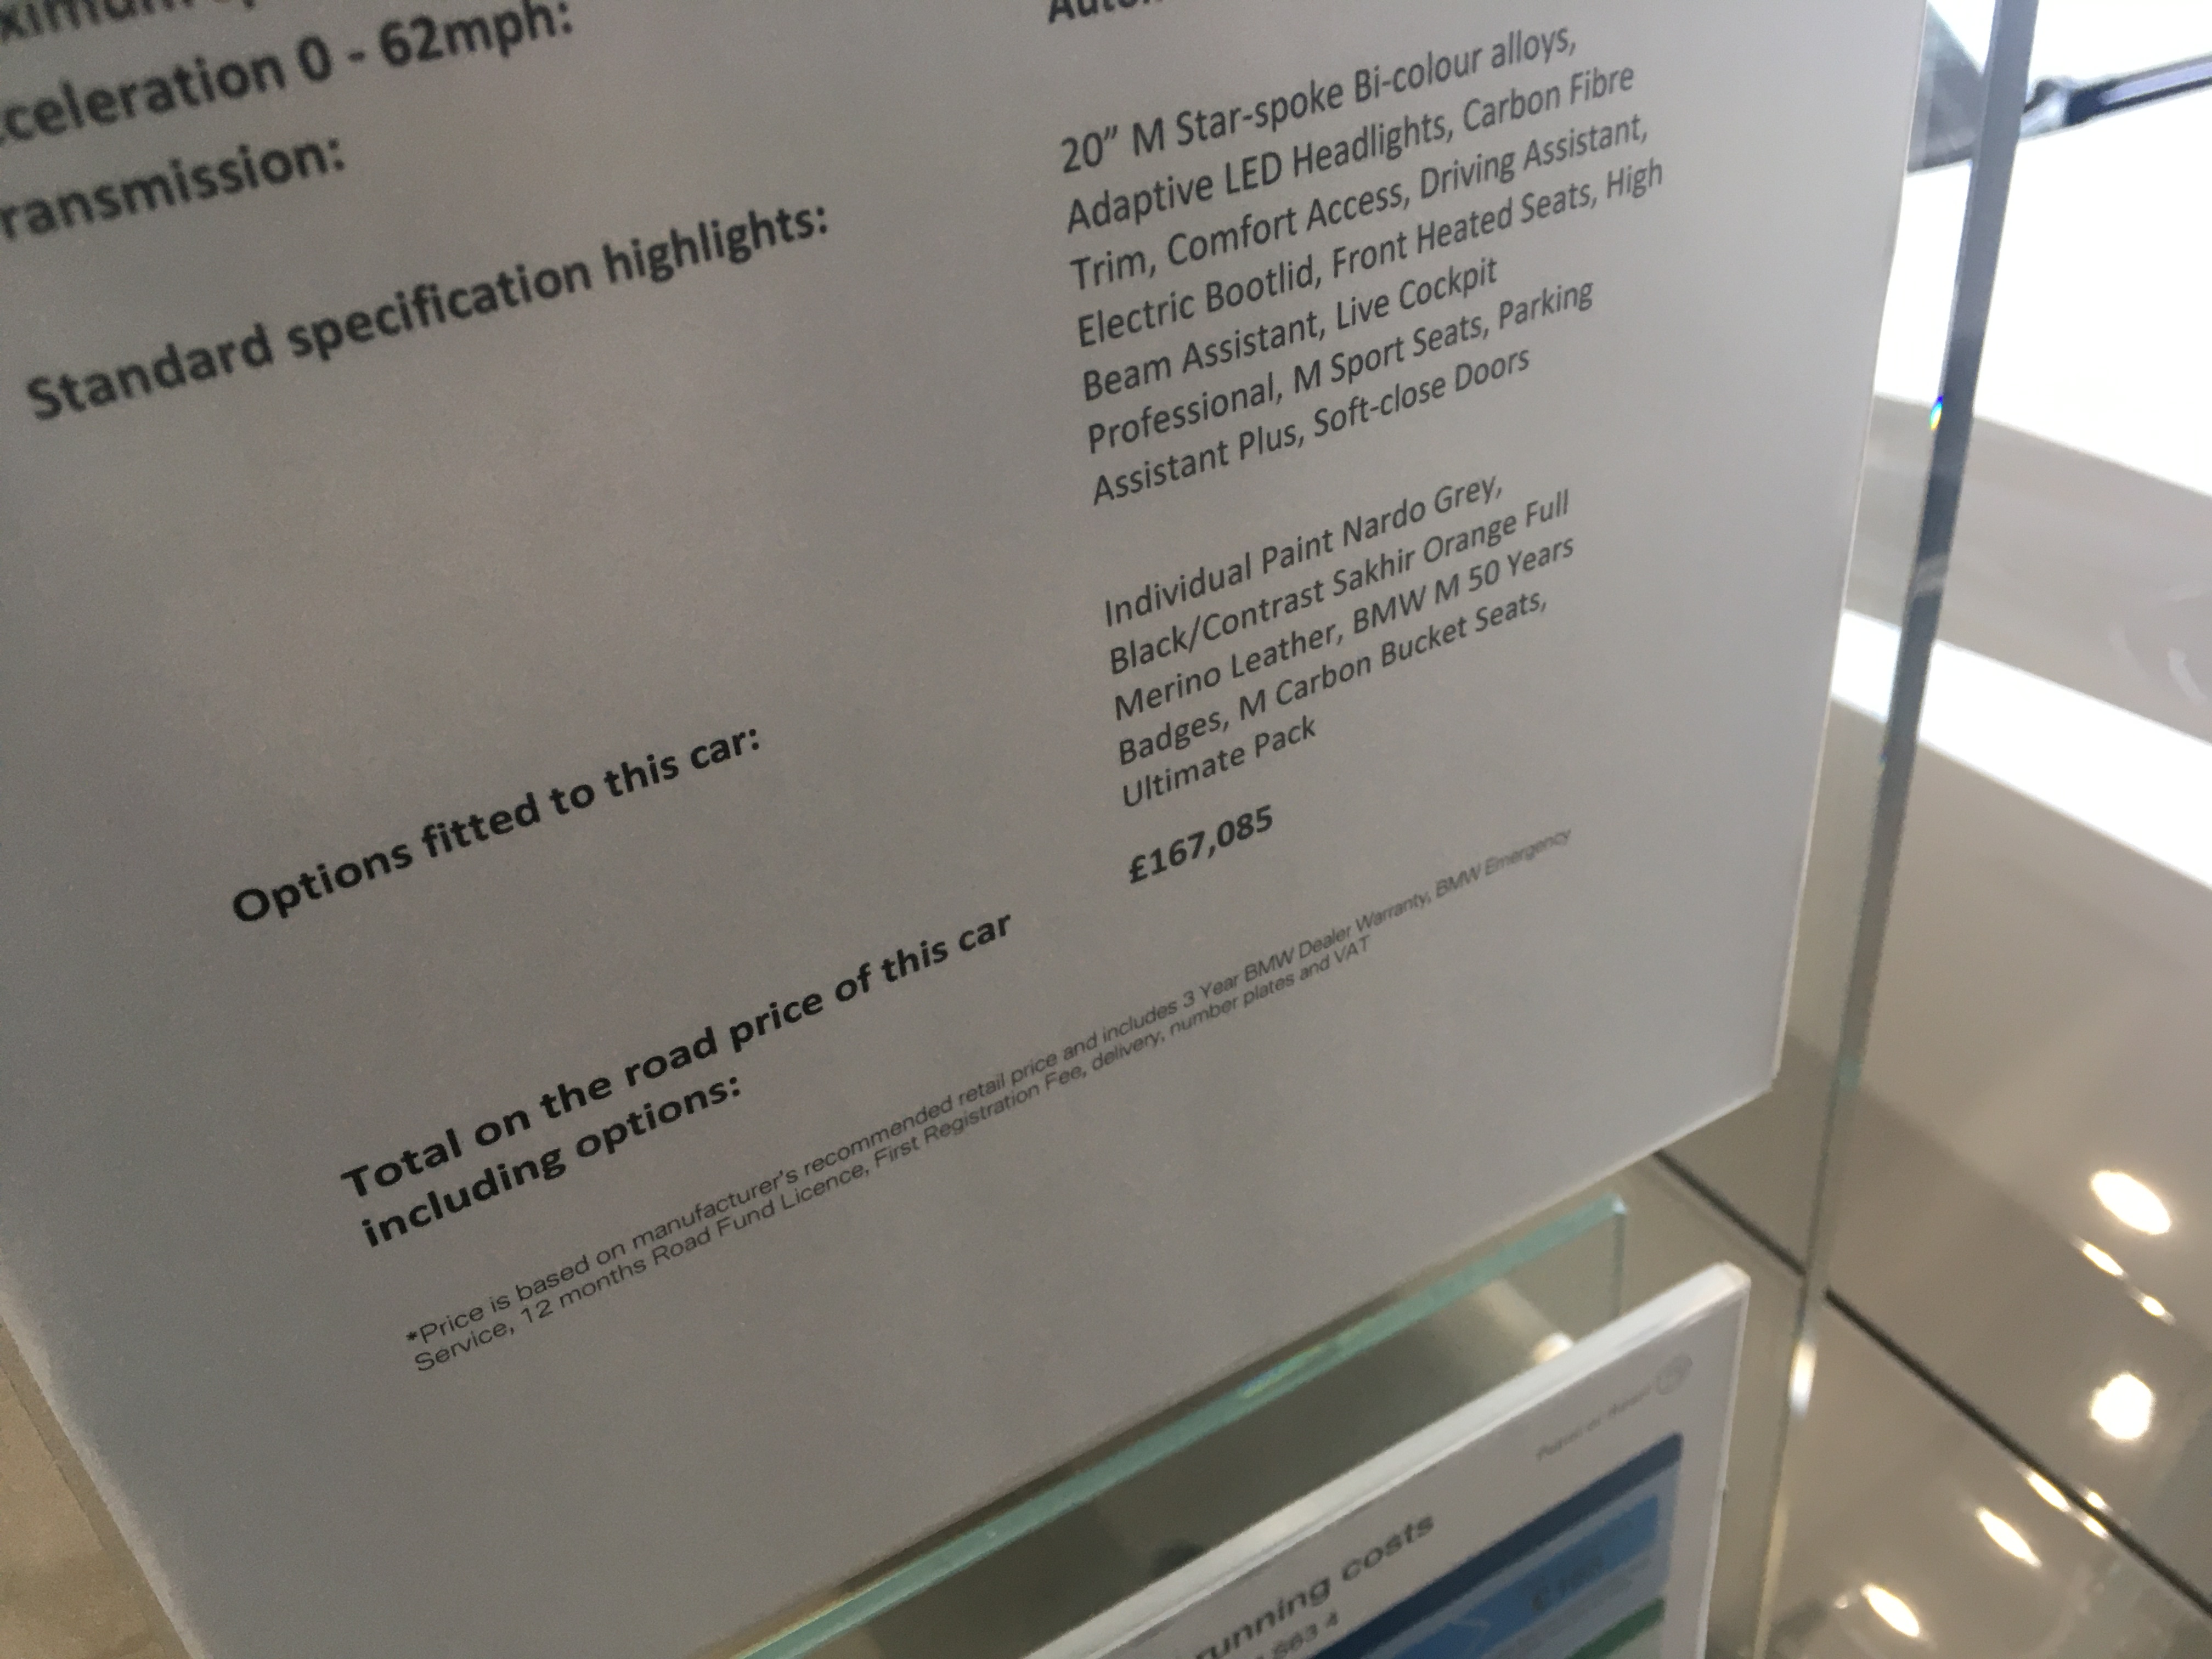 cceleration 0 - 62mph:
ransmission:
Standard specification highlights:
20” M Star-spoke Bi-colour alloys,
Adaptive LED Headlights, Carbon Fibre
Trim, Comfort Access, Driving Assistant,
Electric Bootlid, Front Heated Seats, High
Beam Assistant, Live Cockpit
Professional, M Sport Seats, Parking
Assistant Plus, Soft-close Doors
Options fitted to this car:
Individual Paint Nardo Grey,
Black/Contrast Sakhir Orange Full
Merino Leather, BMW M 50 Years
Badges, M Carbon Bucket Seats,
Ultimate Pack
Total on the road price of this car
including options:
£167,085
*Price is based on manufacturer's recommended retail price and includes 3 Year BMW Dealer Warranty, BMW Emergency
Service, 12 months Road Fund Licence, First Registration Fee, delivery, number plates and VAT
running costs
S63 4